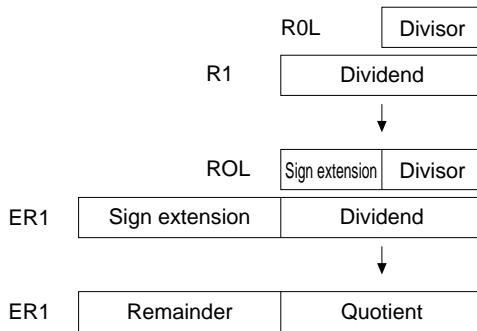 R0L Divisor
R1 Dividend
ROL Sign extension Divisor
ER1 Sign extension Dividend
ER1 Remainder Quotient